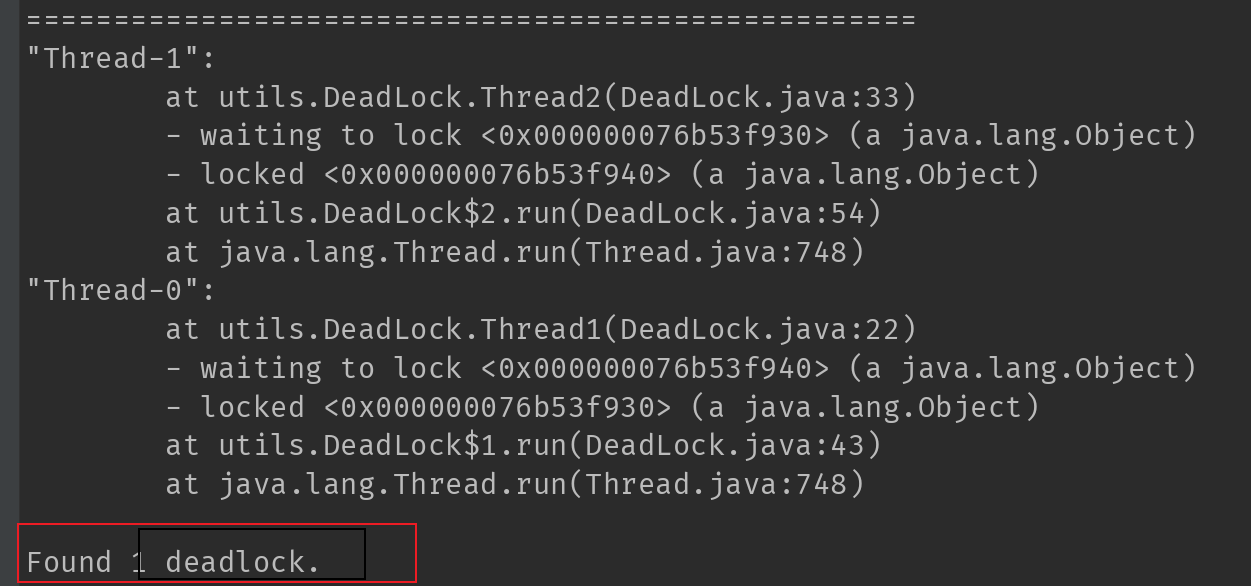 ===================================================
"Thread-1":
at utils.DeadLock.Thread2(DeadLock.java:33)
- waiting to lock <0x000000076b53f930> (a java.lang.Object)
- locked <0x000000076b53f940> (a java.lang.Object)
at utils.DeadLock$2.run(DeadLock.java:54)
at java.lang.Thread.run(Thread.java:748)
"Thread-0":
at utils.DeadLock.Thread1(DeadLock.java:22)
- waiting to lock <0x000000076b53f940> (a java.lang.Object)
- locked <0x000000076b53f930> (a java.lang.Object)
at utils.DeadLock$1.run(DeadLock.java:43)
at java.lang.Thread.run(Thread.java:748)
Found 1 deadlock.